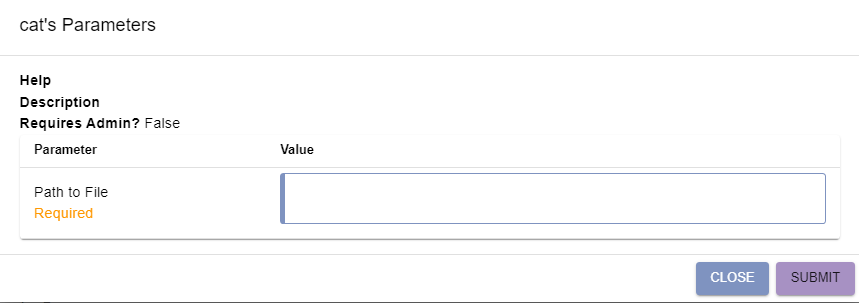 cat's Parameters
Help
Description
Requires Admin? False
Parameter Value
Path to File
Required
CLOSE SUBMIT